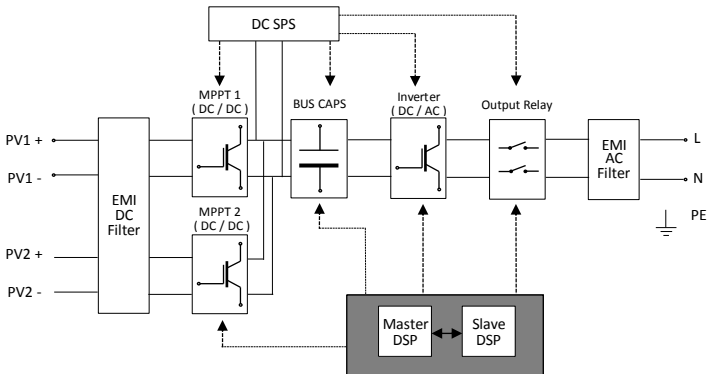 DC SPS
MPPT 1
( DC / DC )
BUS CAPS
Inverter
( DC / AC )
Output Relay
PV1 +
PV1 -
EMI
DC
Filter
MPPT 2
( DC / DC )
PV2 +
PV2 -
EMI
AC
Filter
L
N
PE
Master
DSP
Slave
DSP